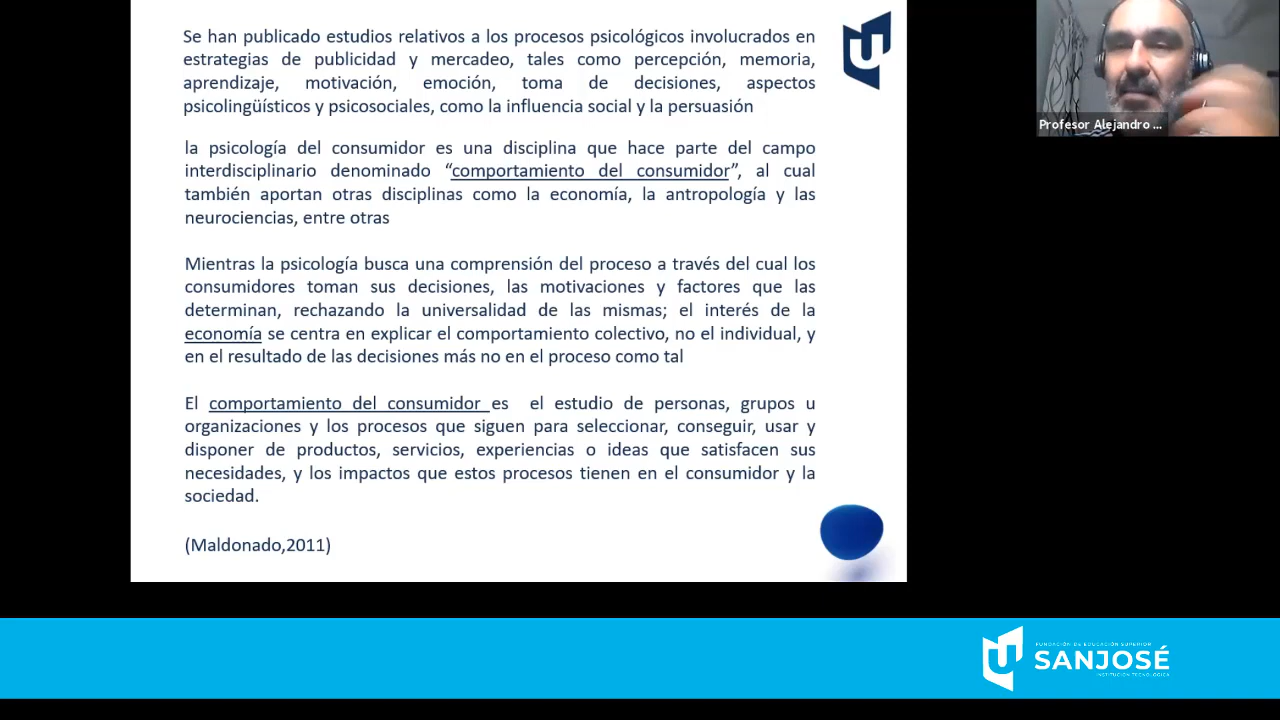 Se han publicado estudios relativos a los procesos psicológicos involucrados en
estrategias de publicidad y mercadeo, tales como percepción, memoria,
aprendizaje, motivación, emoción, toma de decisiones, aspectos
psicolingüísticos y psicosociales, como la influencia social y la persuasión
la psicología del consumidor es una disciplina que hace parte del campo
interdisciplinario denominado “comportamiento del consumidor”, al cual
también aportan otras disciplinas como la economía, la antropología y las
neurociencias, entre otras
Mientras la psicología busca una comprensión del proceso a través del cual los
consumidores toman sus decisiones, las motivaciones y factores que las
determinan, rechazando la universalidad de las mismas; el interés de la
economía se centra en explicar el comportamiento colectivo, no el individual, y
en el resultado de las decisiones más no en el proceso como tal
El comportamiento del consumidor es el estudio de personas, grupos u
organizaciones y los procesos que siguen para seleccionar, conseguir, usar y
disponer de productos, servicios, experiencias o ideas que satisfacen sus
necesidades, y los impactos que estos procesos tienen en el consumidor y la
sociedad.
(Maldonado,2011)
Profesor Alejandro ...
FUNDACIÓN DE EDUCACIÓN SUPERIOR
SANJOSÉ
INSTITUCIÓN TECNOLÓGICA